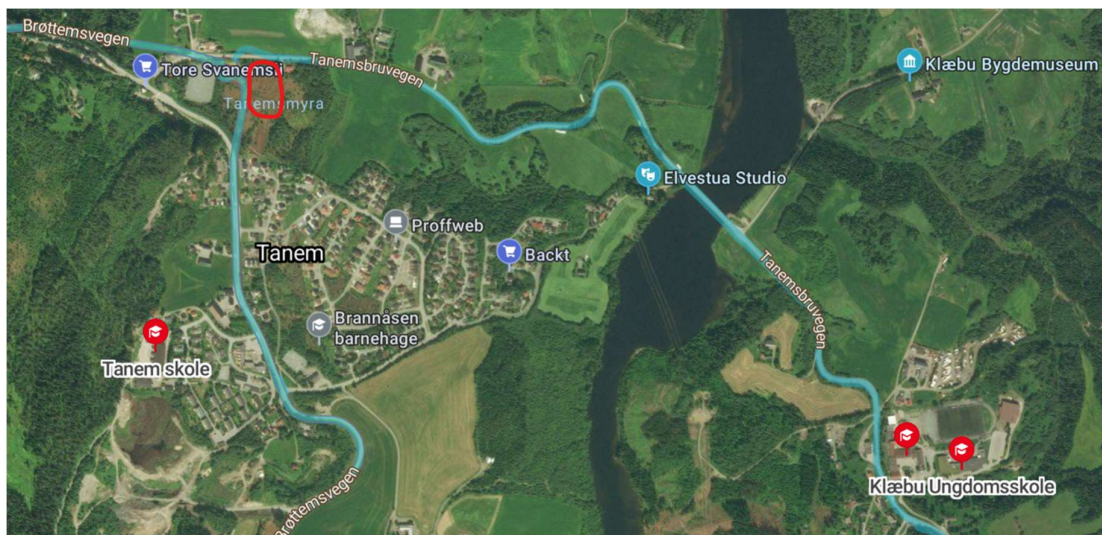 Brøttemsvegen
Tore Svanemsli
Tanemsbruvegen
Klæbu Bygdemuseum
Tanemsmyra
Elvestua Studio
Proffweb
Tanem
Backt
Tanemsbruvegen
Brannåsen
barnehage
Tanem skole
Brøttemsvegen
Klæbu Ungdomsskole